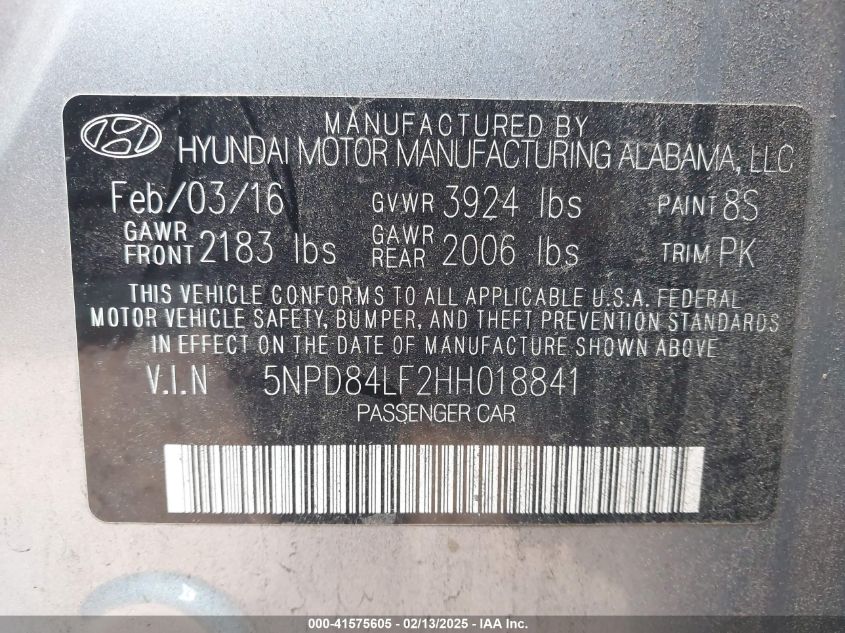 MANUFACTURED BY
HYUNDAI MOTOR MANUFACTURING ALABAMA, LLC
Feb/03/16 GVWR 3924 lbs PAINT 8S
GAWR FRONT 2183 lbs GAWR REAR 2006 lbs TRIM PK
THIS VEHICLE CONFORMS TO ALL APPLICABLE U.S.A. FEDERAL
MOTOR VEHICLE SAFETY, BUMPER, AND THEFT PREVENTION STANDARDS
IN EFFECT ON THE DATE OF MANUFACTURE SHOWN ABOVE
V.I.N 5NPD84LF2HH018841
PASSENGER CAR
000-41575605 - 02/13/2025 - IAA Inc.